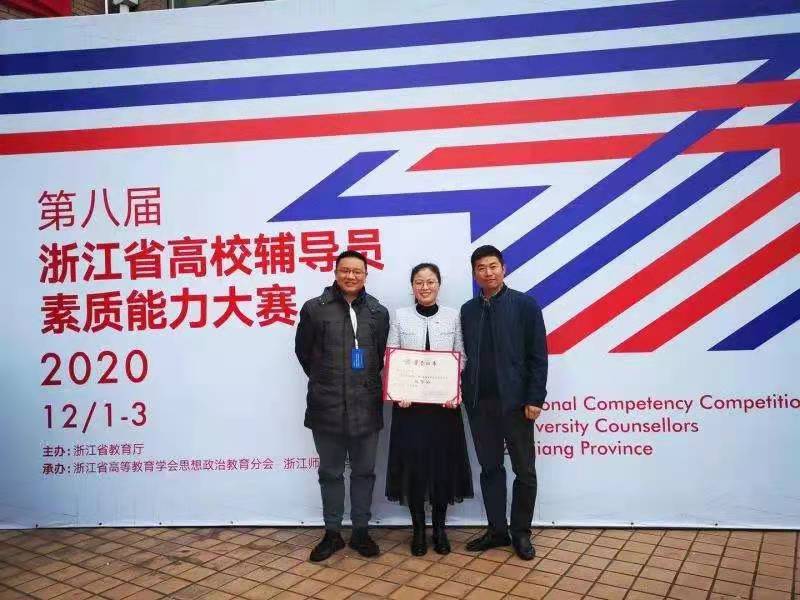 第八届
浙江省高校辅导员
素质能力大赛
2020
12/1-3
主办：浙江省教育厅
承办：浙江省高等教育学会思想政治教育分会 浙江师
onal Competency Competitio
versity Counsellors
jiang Province